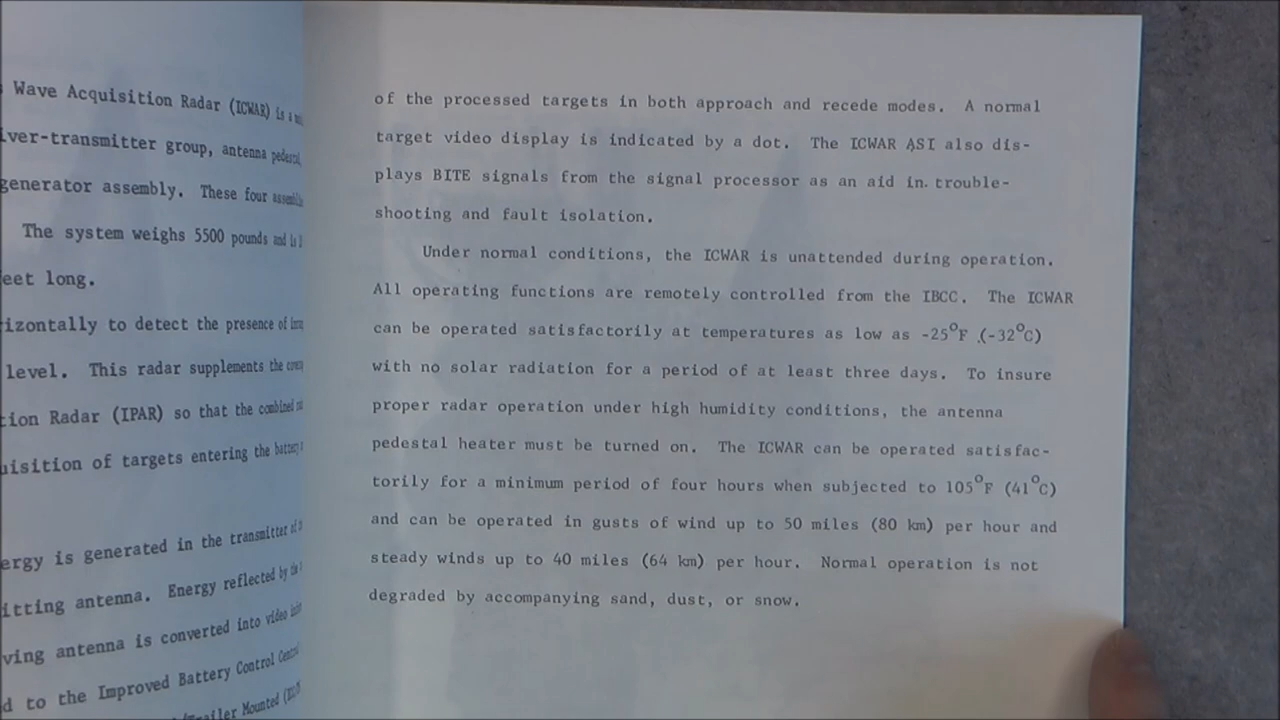 Wave Acquisition Radar (ICWAR) is a
iver-transmitter group, antenna pedestal,
generator assembly. These four
The system weighs 5500 pounds and is
eet long.
rizontally to detect the presence of
level. This radar supplements the
tion Radar (IPAR) so that the combined
uisition of targets entering the battery
ergy is generated in the transmitter
itting antenna. Energy reflected by
ving antenna is converted into video
d to the Improved Battery Control Central
railer Mounted
of the processed targets in both approach and recede modes. A normal
target video display is indicated by a dot. The ICWAR ASI also dis-
plays BITE signals from the signal processor as an aid in trouble-
shooting and fault isolation.
Under normal conditions, the ICWAR is unattended during operation.
All operating functions are remotely controlled from the IBCC. The ICWAR
can be operated satisfactorily at temperatures as low as -25°F (-32°C)
with no solar radiation for a period of at least three days. To insure
proper radar operation under high humidity conditions, the antenna
pedestal heater must be turned on. The ICWAR can be operated satisfac-
torily for a minimum period of four hours when subjected to 105°F (41°C)
and can be operated in gusts of wind up to 50 miles (80 km) per hour and
steady winds up to 40 miles (64 km) per hour. Normal operation is not
degraded by accompanying sand, dust, or snow.